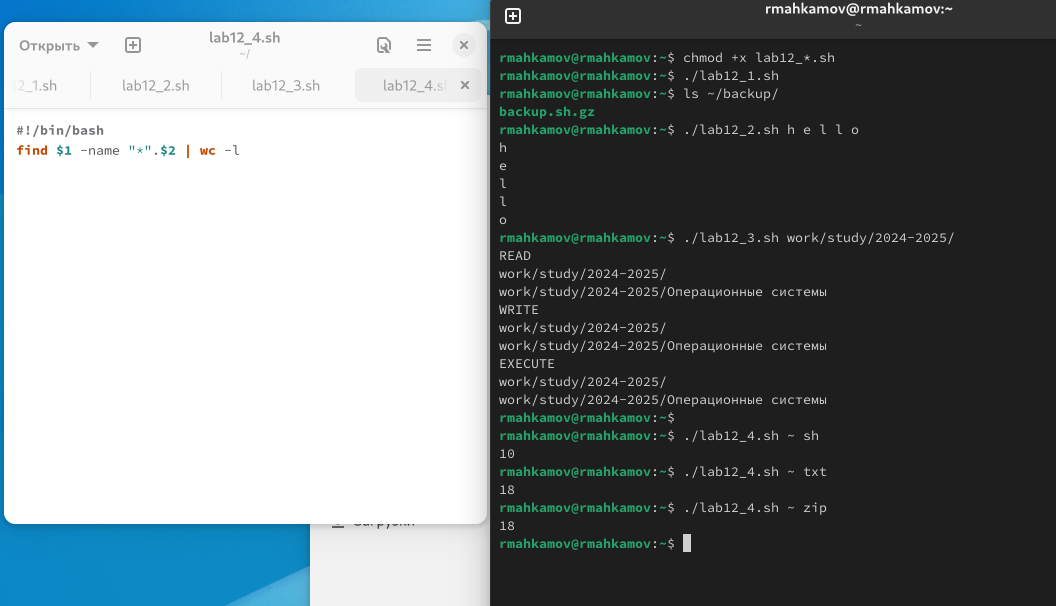 Открыть
lab12_4.sh
~/
2_1.sh
lab12_2.sh
lab12_3.sh
lab12_4.sh
#!/bin/bash
find $1 -name "*".$2 | wc -l
Загрузки
rmahkamov@rmahkamov:~
~
rmahkamov@rmahkamov:~$ chmod +x lab12_*.sh
rmahkamov@rmahkamov:~$ ./lab12_1.sh
rmahkamov@rmahkamov:~$ ls ~/backup/
backup.sh.gz
rmahkamov@rmahkamov:~$ ./lab12_2.sh h e l l o
h
e
l
l
o
rmahkamov@rmahkamov:~$ ./lab12_3.sh work/study/2024-2025/
READ
work/study/2024-2025/
work/study/2024-2025/Операционные системы
WRITE
work/study/2024-2025/
work/study/2024-2025/Операционные системы
EXECUTE
work/study/2024-2025/
work/study/2024-2025/Операционные системы
rmahkamov@rmahkamov:~$
rmahkamov@rmahkamov:~$ ./lab12_4.sh ~ sh
10
rmahkamov@rmahkamov:~$ ./lab12_4.sh ~ txt
18
rmahkamov@rmahkamov:~$ ./lab12_4.sh ~ zip
18
rmahkamov@rmahkamov:~$